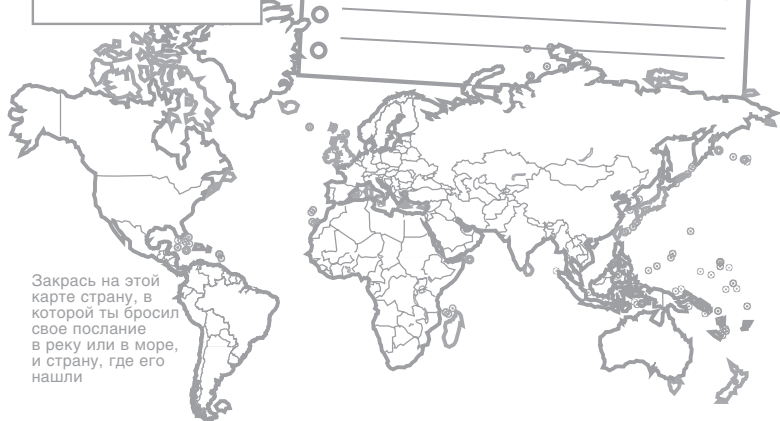 Закрась на этой
карте страну, в
которой ты бросил
свое послание
в реку или в море,
и страну, где его
нашли